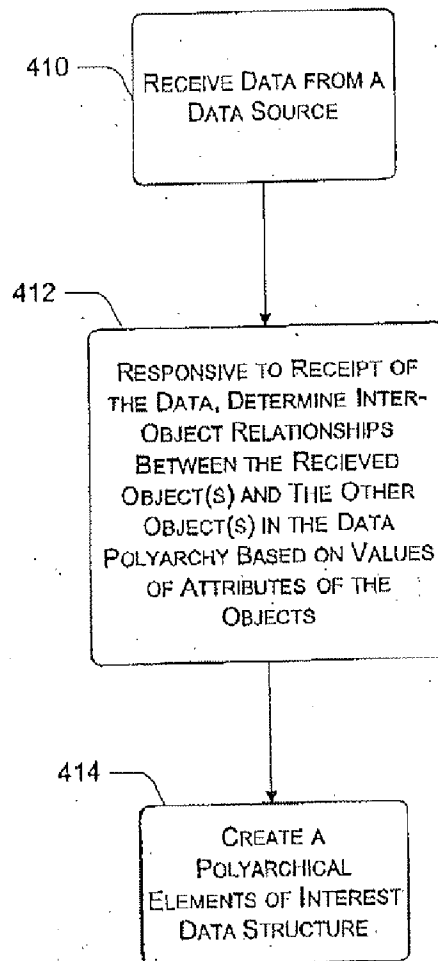 410
RECEIVE DATA FROM A
DATA SOURCE
412
RESPONSIVE TO RECEIPT OF
THE DATA, DETERMINE INTER-
OBJECT RELATIONSHIPS
BETWEEN THE RECIEVED
OBJECT(S) AND THE OTHER
OBJECT(S) IN THE DATA
POLYARCHY BASED ON VALUES
OF ATTRIBUTES OF THE
OBJECTS
414
CREATE A
POLYARCHICAL
ELEMENTS OF INTEREST
DATA STRUCTURE